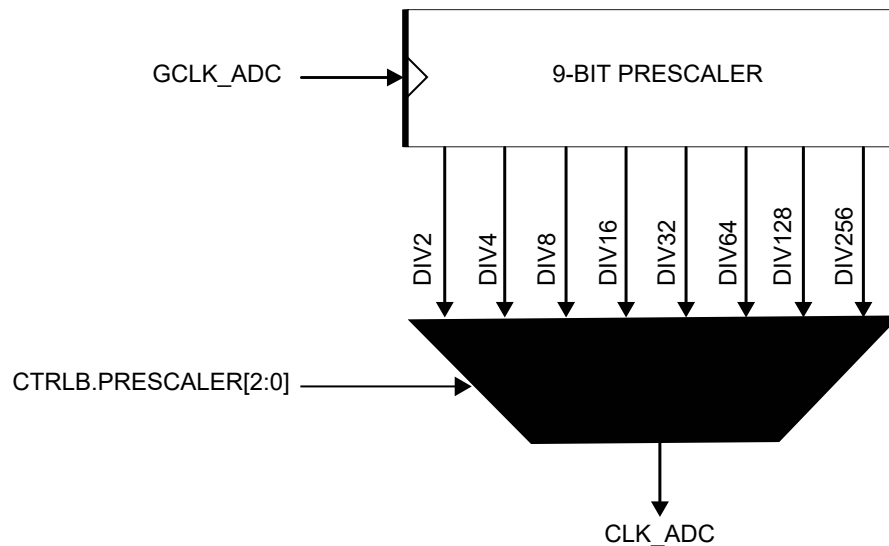 GCLK_ADC
9-BIT PRESCALER
DIV2
DIV4
DIV8
DIV16
DIV32
DIV64
DIV128
DIV256
CTRLB.PRESCALER[2:0]
CLK_ADC